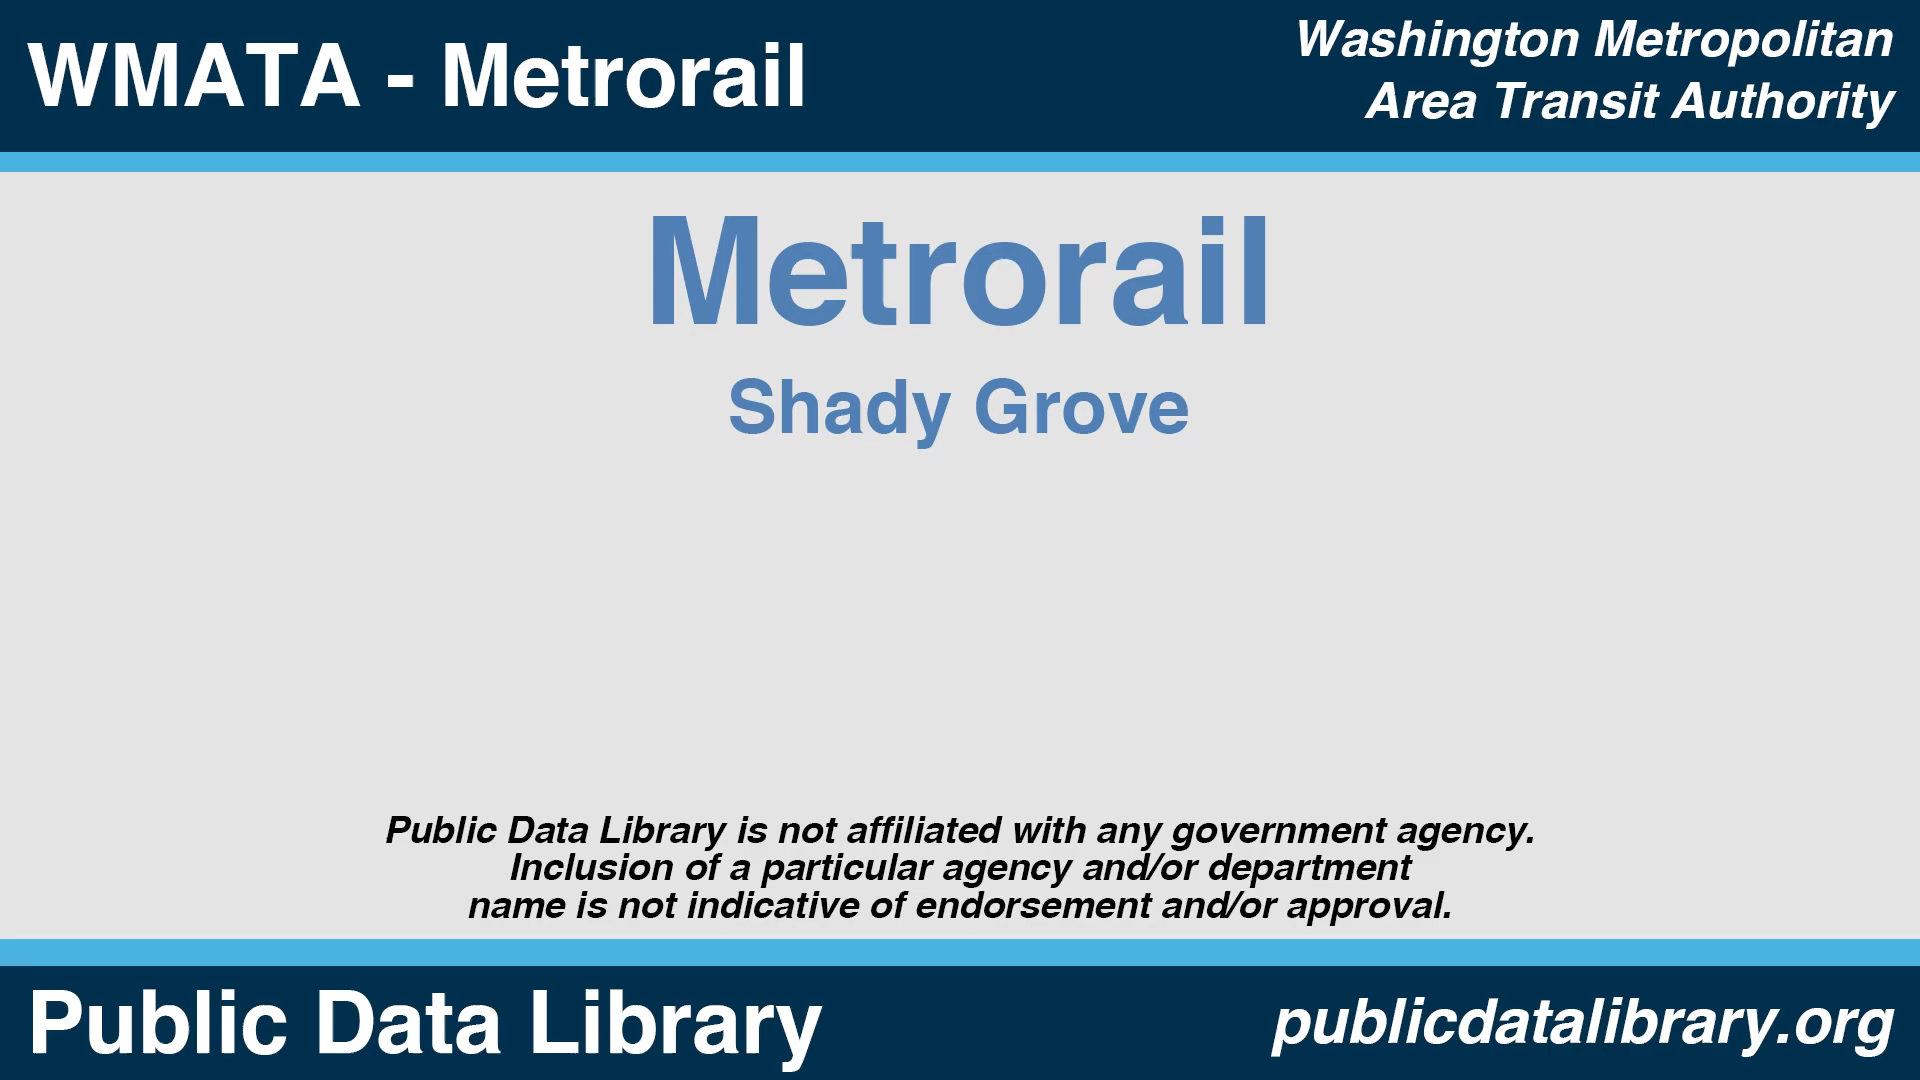 WMATA - Metrorail
Washington Metropolitan
Area Transit Authority
Metrorail
Shady Grove
Public Data Library is not affiliated with any government agency.
Inclusion of a particular agency and/or department
name is not indicative of endorsement and/or approval.
Public Data Library
publicdatalibrary.org